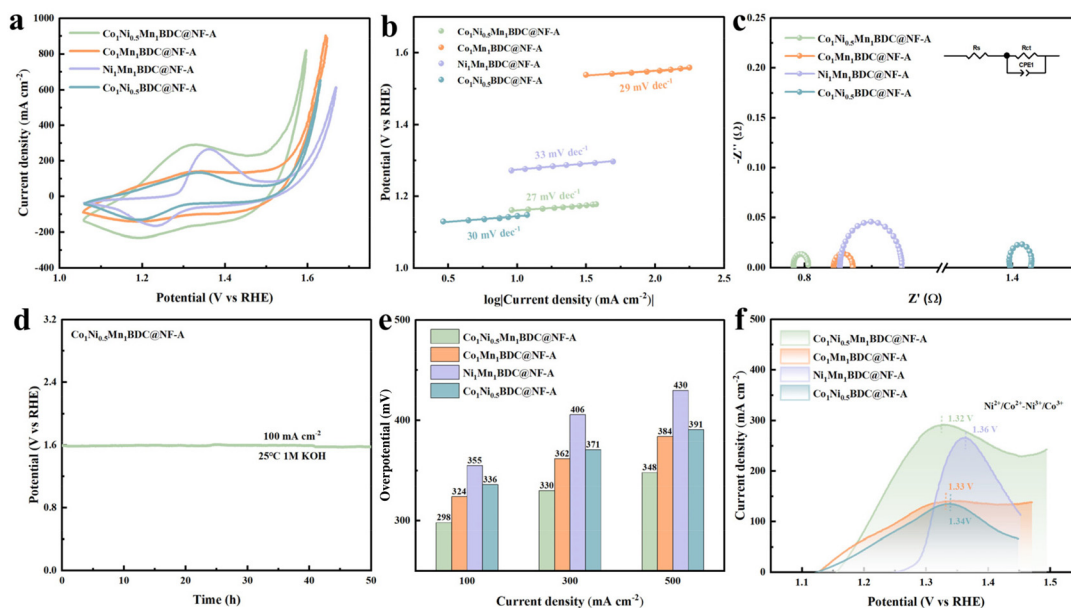 a
Co₁Ni₀.₅Mn₁BDC@NF-A
Co₁Mn₁BDC@NF-A
Ni₁Mn₁BDC@NF-A
Co₁Ni₀.₅BDC@NF-A
Current density (mA cm⁻²)
1000
800
600
400
200
0
-200
-400
1.0
1.2
1.4
1.6
1.8
Potential (V vs RHE)
b
Co₁Ni₀.₅Mn₁BDC@NF-A
Co₁Mn₁BDC@NF-A
Ni₁Mn₁BDC@NF-A
Co₁Ni₀.₅BDC@NF-A
29 mV dec⁻¹
33 mV dec⁻¹
27 mV dec⁻¹
30 mV dec⁻¹
Potential (V vs RHE)
1.6
1.4
1.2
1.0
0.5
1.0
1.5
2.0
2.5
log|Current density (mA cm⁻²)|
c
Co₁Ni₀.₅Mn₁BDC@NF-A
Co₁Mn₁BDC@NF-A
Ni₁Mn₁BDC@NF-A
Co₁Ni₀.₅BDC@NF-A
Rs
Rct
CPE1
-Z'' (Ω)
0.25
0.20
0.15
0.10
0.05
0.00
0.8
1.4
Z' (Ω)
d
Co₁Ni₀.₅Mn₁BDC@NF-A
100 mA cm⁻²
25°C 1M KOH
Potential (V vs RHE)
3.2
2.4
1.6
0.8
0.0
0
10
20
30
40
50
Time (h)
e
Co₁Ni₀.₅Mn₁BDC@NF-A
Co₁Mn₁BDC@NF-A
Ni₁Mn₁BDC@NF-A
Co₁Ni₀.₅BDC@NF-A
Overpotential (mV)
500
400
300
298
324
355
336
330
362
406
371
348
384
430
391
100
300
500
Current density (mA cm⁻²)
f
Co₁Ni₀.₅Mn₁BDC@NF-A
Co₁Mn₁BDC@NF-A
Ni₁Mn₁BDC@NF-A
Co₁Ni₀.₅BDC@NF-A
Ni²⁺/Co²⁺-Ni³⁺/Co³⁺
1.32 V
1.36 V
1.33 V
1.34V
Current density (mA cm⁻²)
500
400
300
200
100
0
1.1
1.2
1.3
1.4
1.5
Potential (V vs RHE)